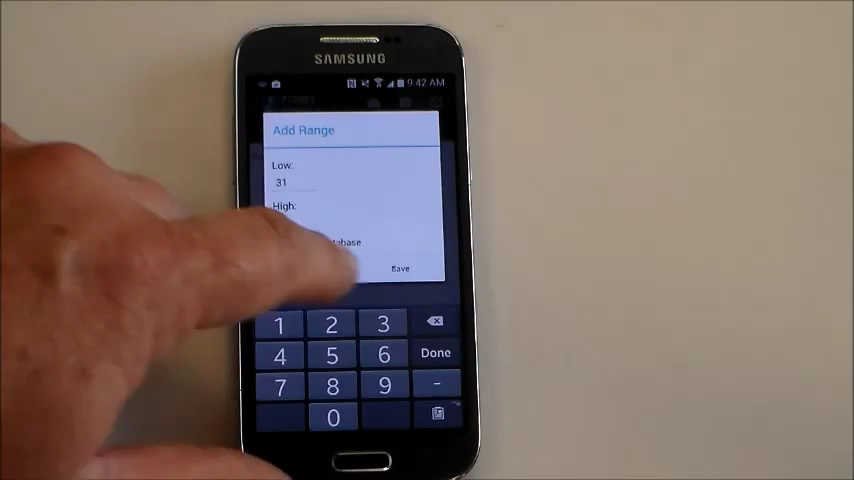 SAMSUNG
9:42 AM
Add Range
Low:
31
High:
Save
1 2 3
4 5 6 Done
7 8 9 -
0